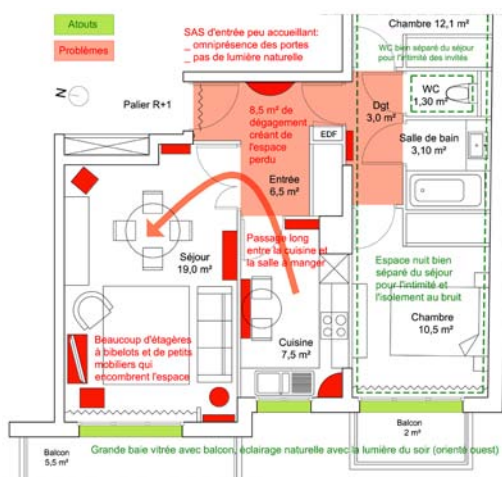 Atouts
Problèmes
SAS d'entrée peu accueillant:
_ omniprésence des portes
_ pas de lumière naturelle
Chambre 12,1 m²
WC bien séparé du séjour
pour l'intimité des invités
N
Palier R+1
8,5 m² de
dégagement
créant de
l'espace
perdu
Dgt
3,0 m²
WC
1,30 m²
EDF
Salle de bain
3,10 m²
Entrée
6,5 m²
Passage long
entre la cuisine et
la salle à manger
Séjour
19,0 m²
Espace nuit bien
séparé du séjour
pour l'intimité et
l'isolement au bruit
Beaucoup d'étagères
à bibelots et de petits
mobiliers qui
encombrent l'espace
Cuisine
7,5 m²
Chambre
10,5 m²
Balcon
2 m²
Grande baie vitrée avec balcon, éclairage naturelle avec la lumière du soir (orienté ouest)
Balcon
5,5 m²